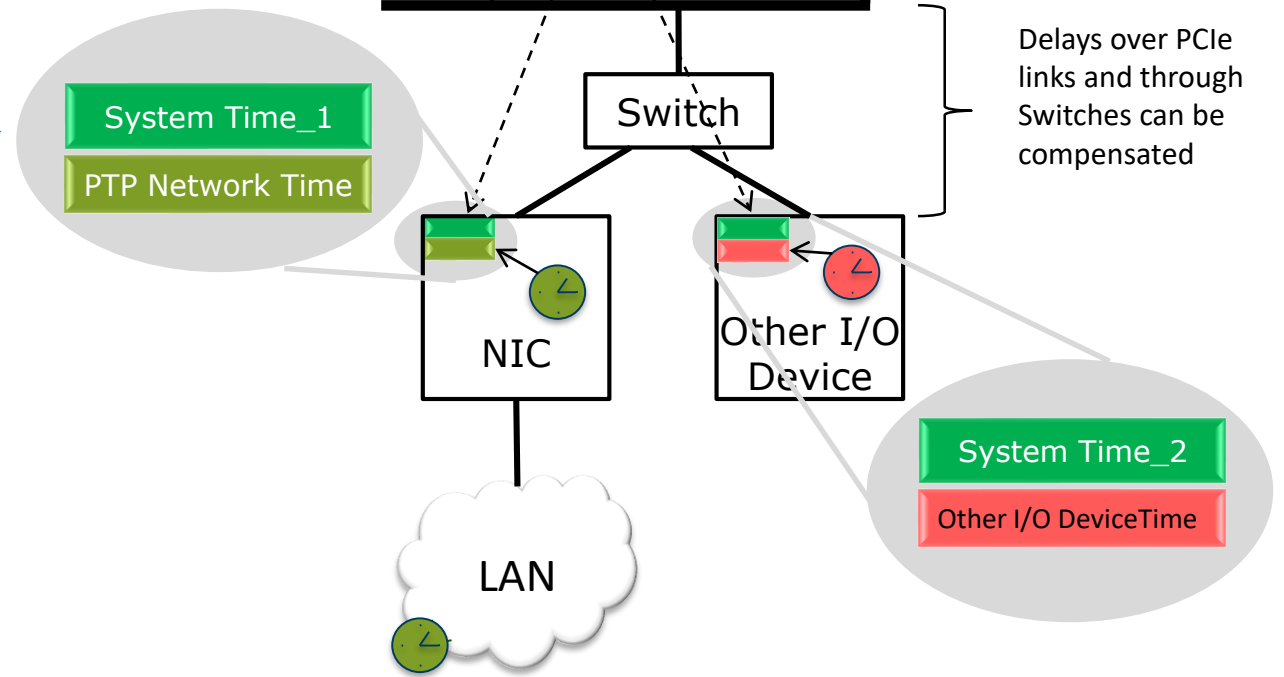 Delays over PCIe
links and through
Switches can be
compensated
System Time_1
PTP Network Time
Switch
NIC
Other I/O
Device
System Time_2
Other I/O DeviceTime
LAN